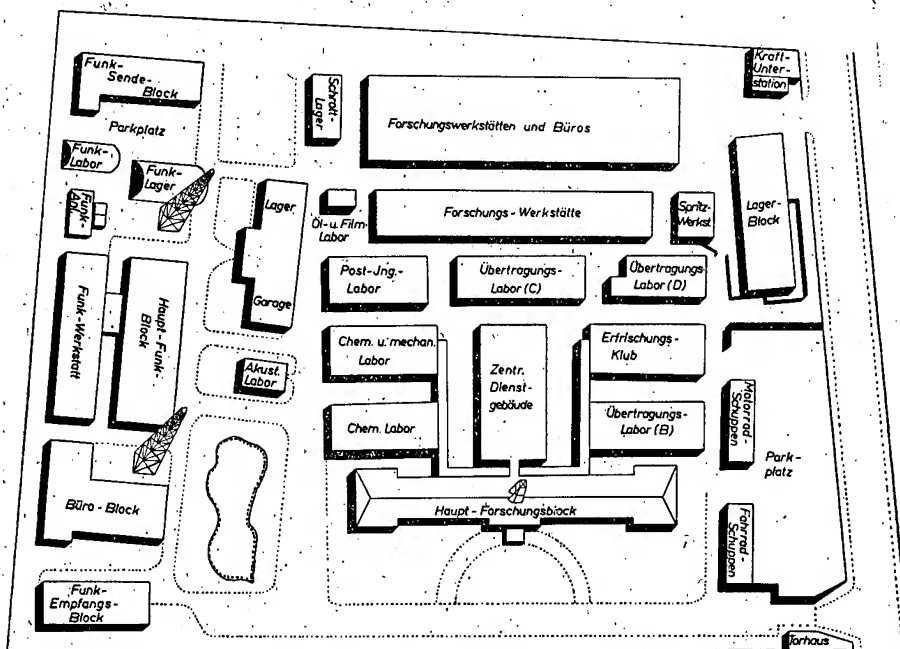 Funk-
Sende-
Block
Parkplatz
Funk-
Labor
Funk-
Lager
Funk-
Abt.
Schrott-
Lager
Forschungswerkstätten und Büros
Kraft-
Unter-
station
Lager
Garage
Öl- u. Film-
Labor
Forschungs-Werkstätte
Spritz-
Werkst
Lager-
Block
Post-Jng.-
Labor
Übertragungs-
Labor (C)
Übertragungs-
Labor (D)
Funk-Werkstatt
Haupt-Funk-
Block
Akust.
Labor
Chem. u. mechan.
Labor
Zentr.
Dienst-
gebäude
Erfrischungs-
Klub
Chem. Labor
Übertragungs-
Labor (B)
Motorrad-
Schuppen
Park-
platz
Büro-Block
Haupt-Forschungsblock
Fahrrad-
Schuppen
Funk-
Empfangs-
Block
Torhaus